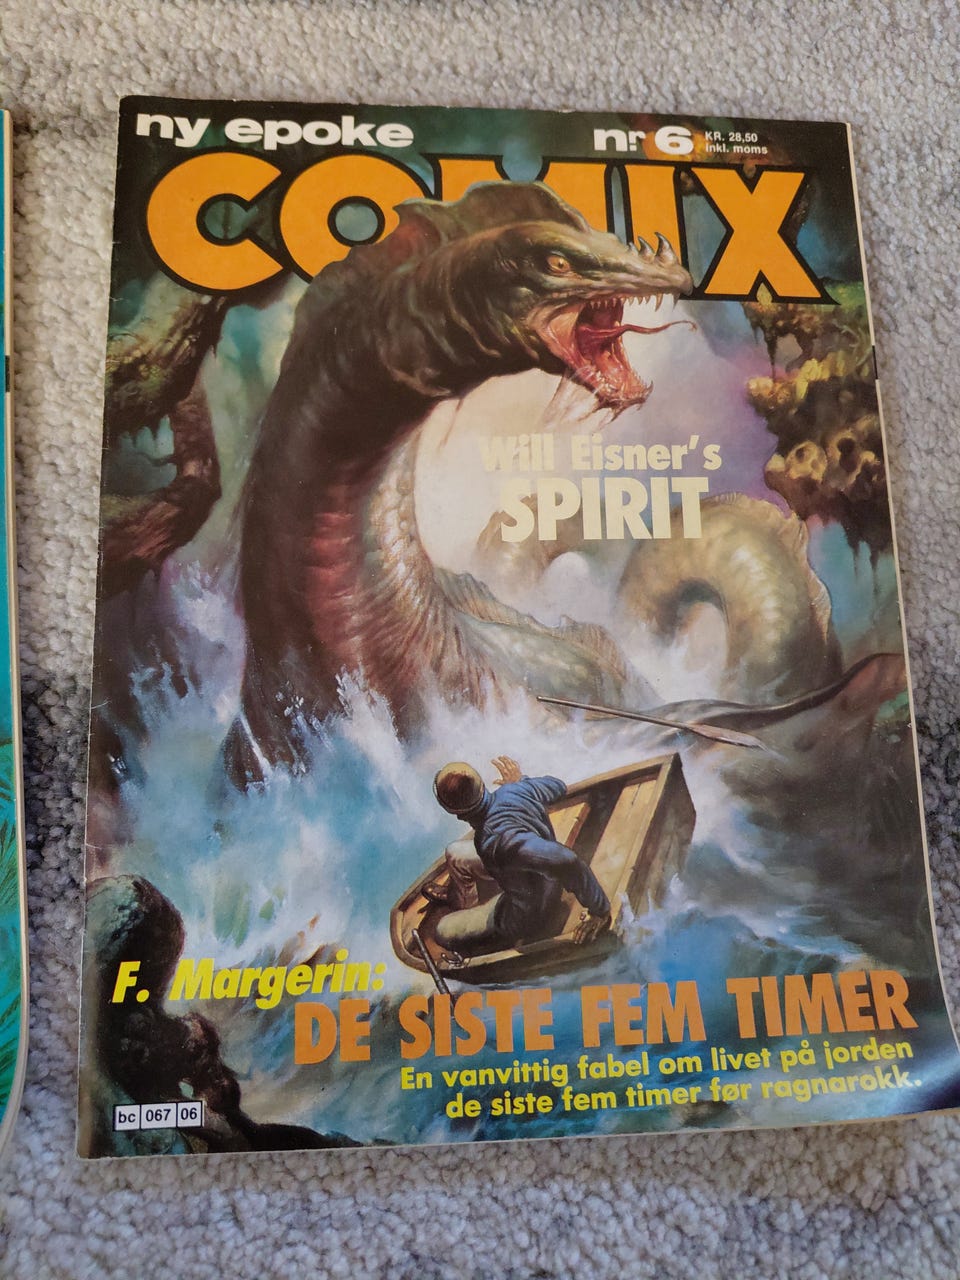 ny epoke
nr. 6
KR. 28,50
inkl. moms
COMIX
Will Eisner's
SPIRIT
F. Margerin:
DE SISTE FEM TIMER
En vanvittig fabel om livet på jorden
de siste fem timer før ragnarokk.
bc 067 06